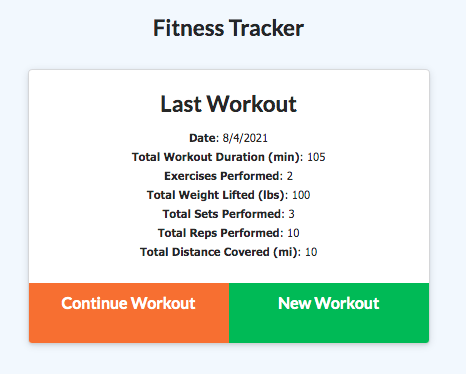 Fitness Tracker
Last Workout
Date: 8/4/2021
Total Workout Duration (min): 105
Exercises Performed: 2
Total Weight Lifted (lbs): 100
Total Sets Performed: 3
Total Reps Performed: 10
Total Distance Covered (mi): 10
Continue Workout
New Workout